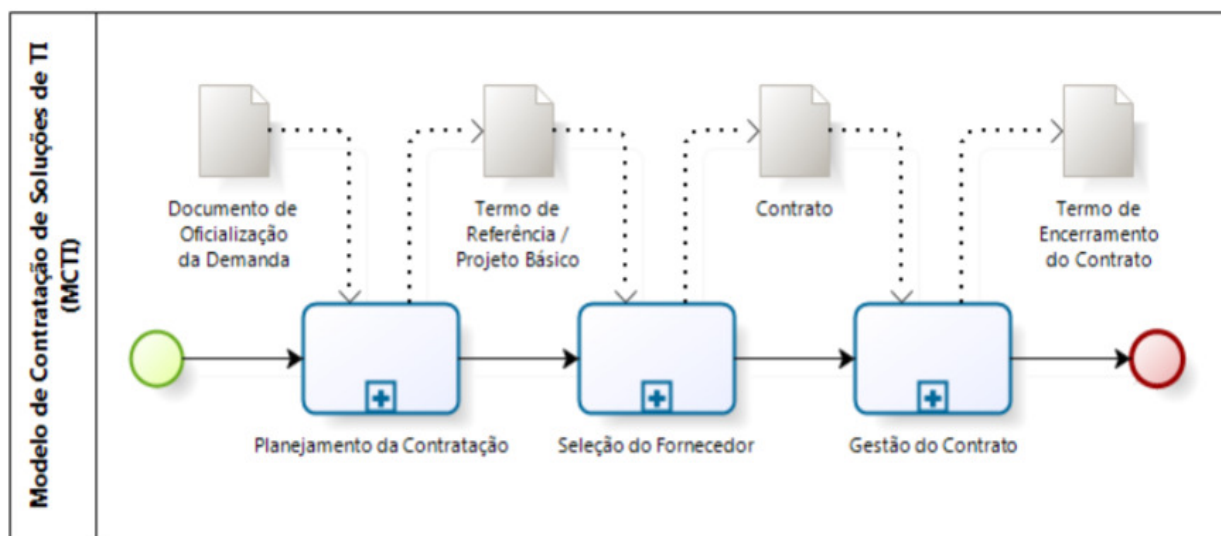 Modelo de Contratação de Soluções de TI
(MCTI)
Documento de
Oficialização
da Demanda
Termo de
Referência /
Projeto Básico
Contrato
Termo de
Encerramento
do Contrato
Planejamento da Contratação
Seleção do Fornecedor
Gestão do Contrato